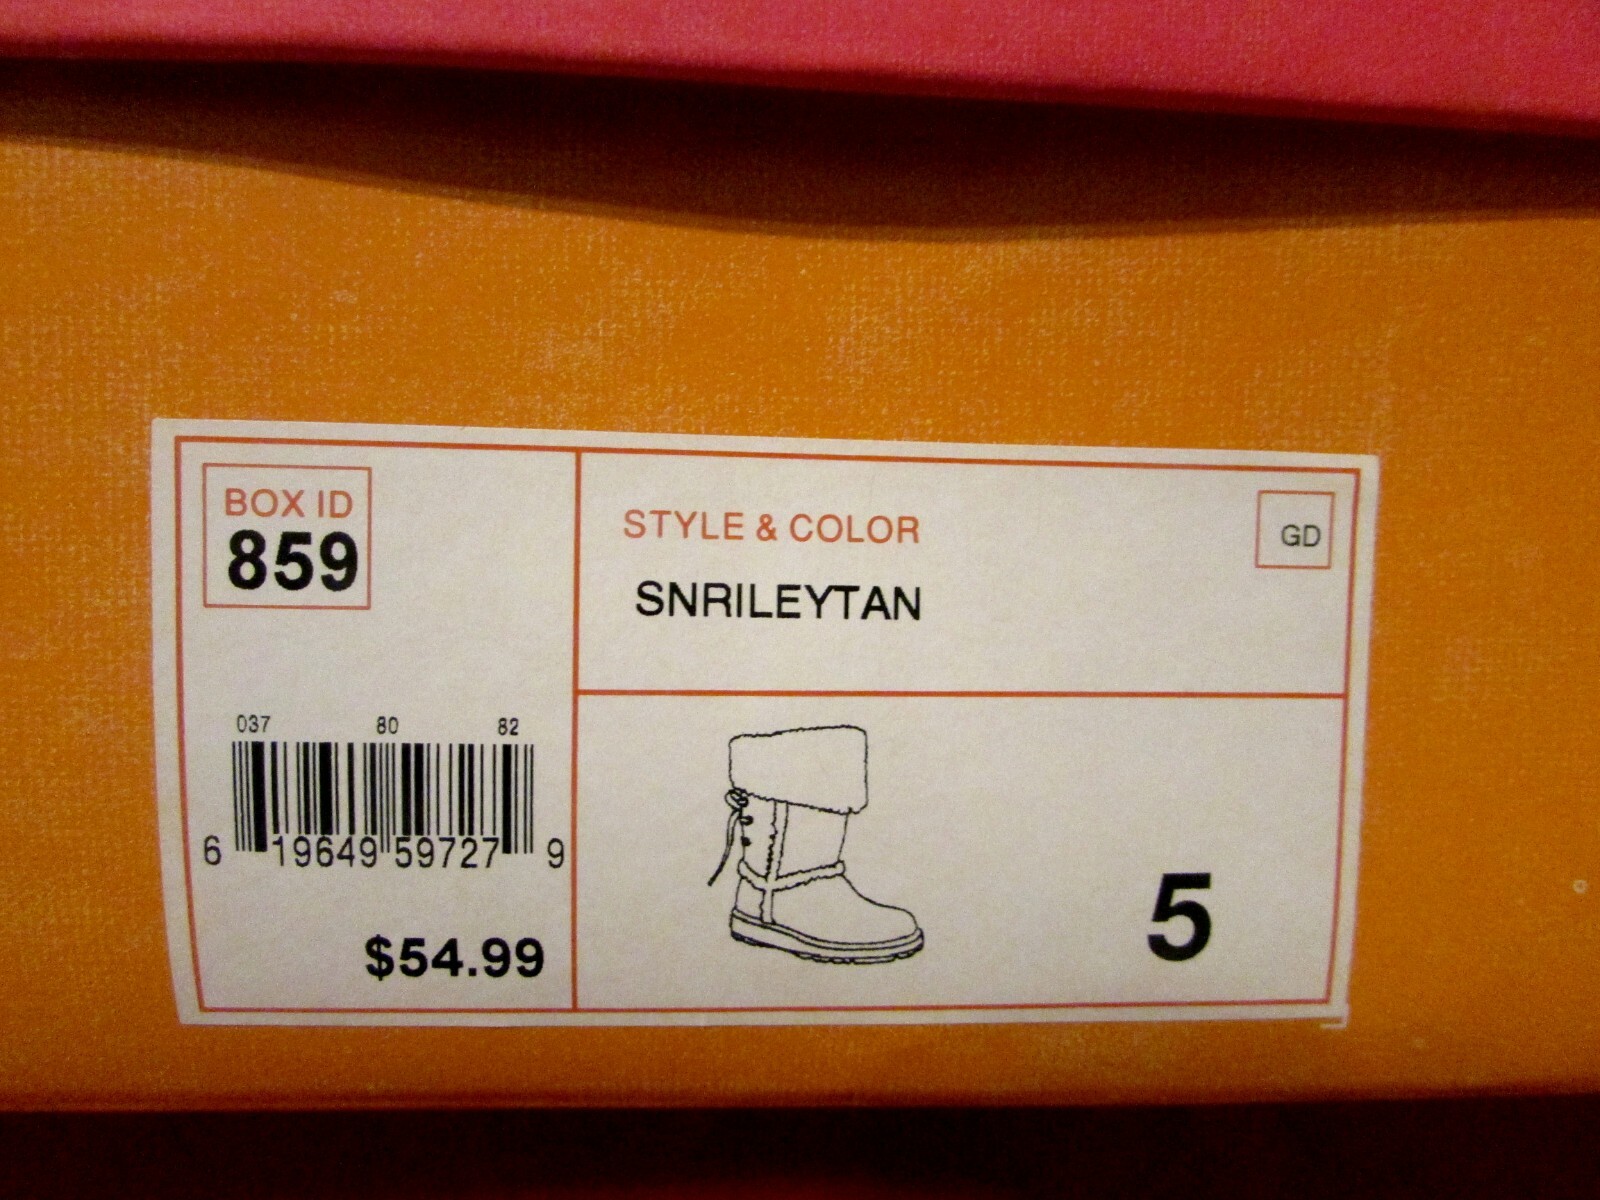 BOX ID
859
STYLE & COLOR
GD
SNRILEYTAN
037 80 82
6 19649 59727 9
$54.99
5